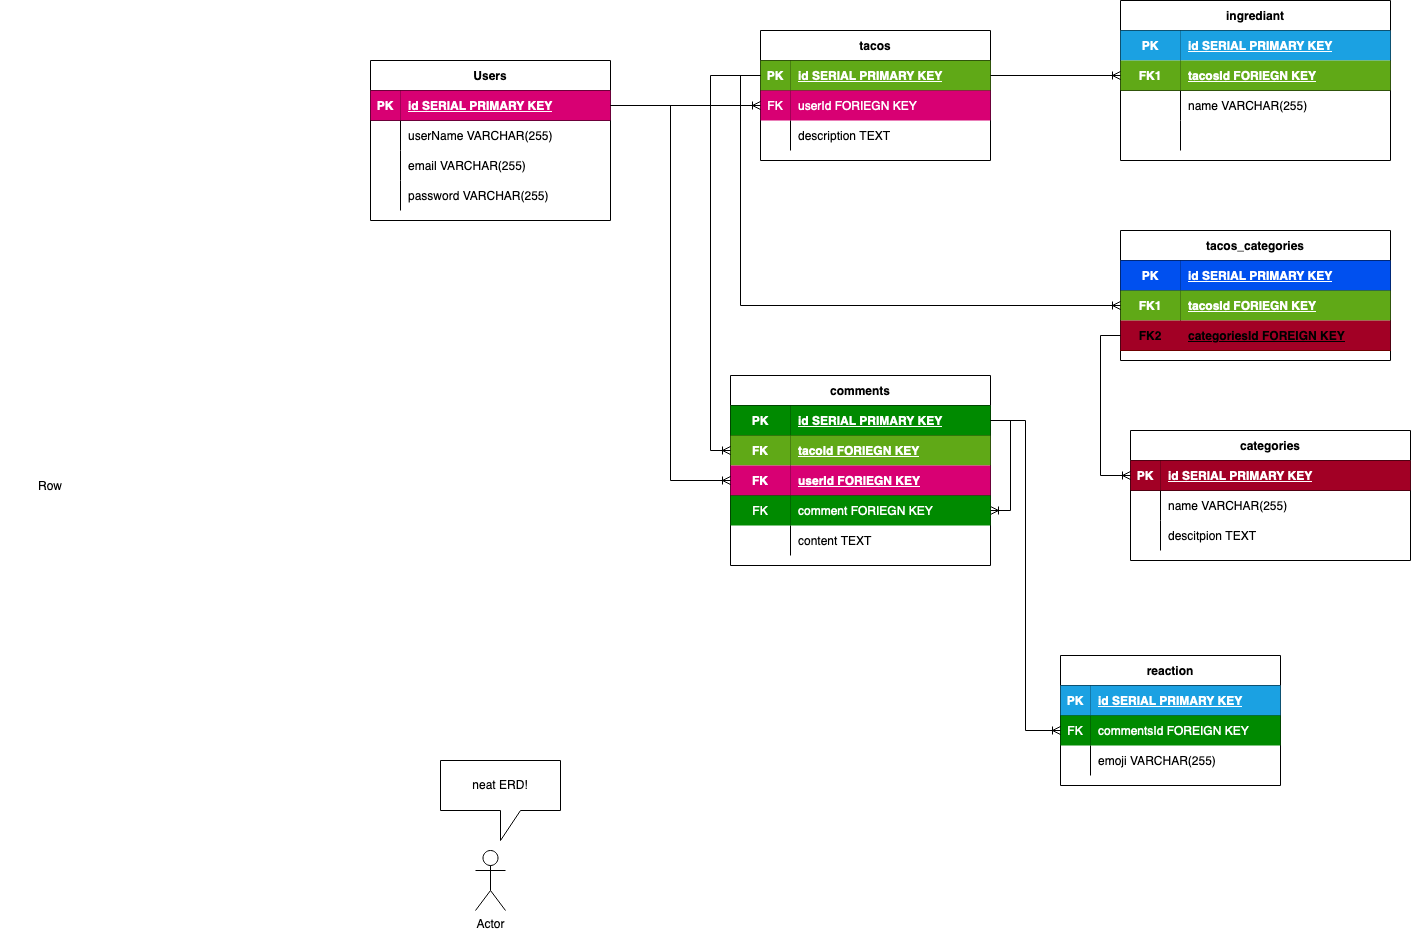 Users
PK id SERIAL PRIMARY KEY
userName VARCHAR(255)
email VARCHAR(255)
password VARCHAR(255)
tacos
PK id SERIAL PRIMARY KEY
FK userId FORIEGN KEY
description TEXT
ingrediant
PK id SERIAL PRIMARY KEY
FK1 tacosId FORIEGN KEY
name VARCHAR(255)
tacos_categories
PK id SERIAL PRIMARY KEY
FK1 tacosId FORIEGN KEY
FK2 categoriesId FOREIGN KEY
comments
PK id SERIAL PRIMARY KEY
FK tacoId FORIEGN KEY
FK userId FORIEGN KEY
FK comment FORIEGN KEY
content TEXT
categories
PK id SERIAL PRIMARY KEY
name VARCHAR(255)
descitpion TEXT
Row
reaction
PK id SERIAL PRIMARY KEY
FK commentsId FOREIGN KEY
emoji VARCHAR(255)
neat ERD!
Actor